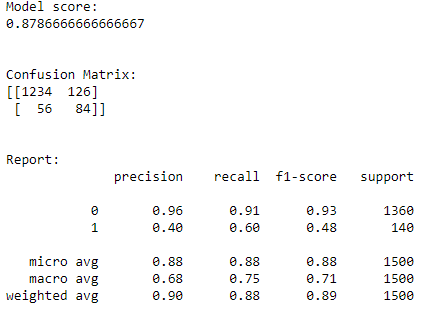 Model score:
0.8786666666666667
Confusion Matrix:
[[1234  126]
 [  56   84]]
Report:
              precision    recall  f1-score   support
           0       0.96      0.91      0.93      1360
           1       0.40      0.60      0.48       140
   micro avg       0.88      0.88      0.88      1500
   macro avg       0.68      0.75      0.71      1500
weighted avg       0.90      0.88      0.89      1500